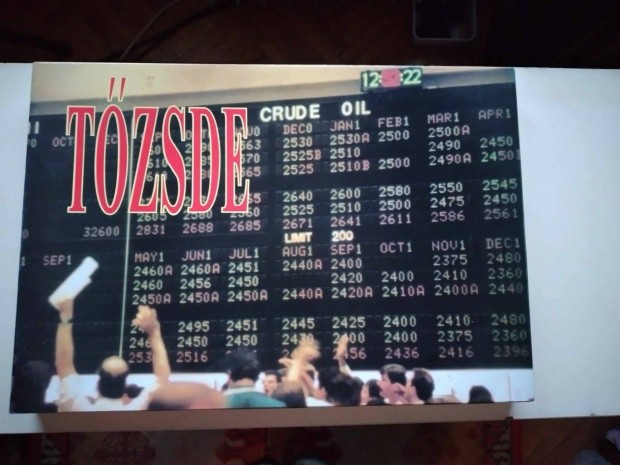 TŐZSDE
12 22
CRUDE OIL
DEC0 JAN1 FEB1 MAR1 APR1
2530 2530A 2500 2500A
2525B 2510 2490 2450
2525 2510B 2500 2490A 2450
2640 2600 2580 2550 2545
2605 2580 2560 2525 2510 2500 2475 2450
32600 2831 2688 2685 2671 2641 2611 2586 2561
LIMIT 200
SEP1 MAY1 JUN1 JUL1 AUG1 SEP1 OCT1 NOV1 DEC1
2460A 2460A 2451 2440A 2400 2375 2480
2460 2456 2450 2420 2400 2410 2360
2450A 2450A 2450A 2440A 2420A 2410A 2400A 2440
2495 2451 2445 2425 2400 2410 2480
2450 2450 2440 2400 2400 2375 2360
2516 2456 2436 2416 2396